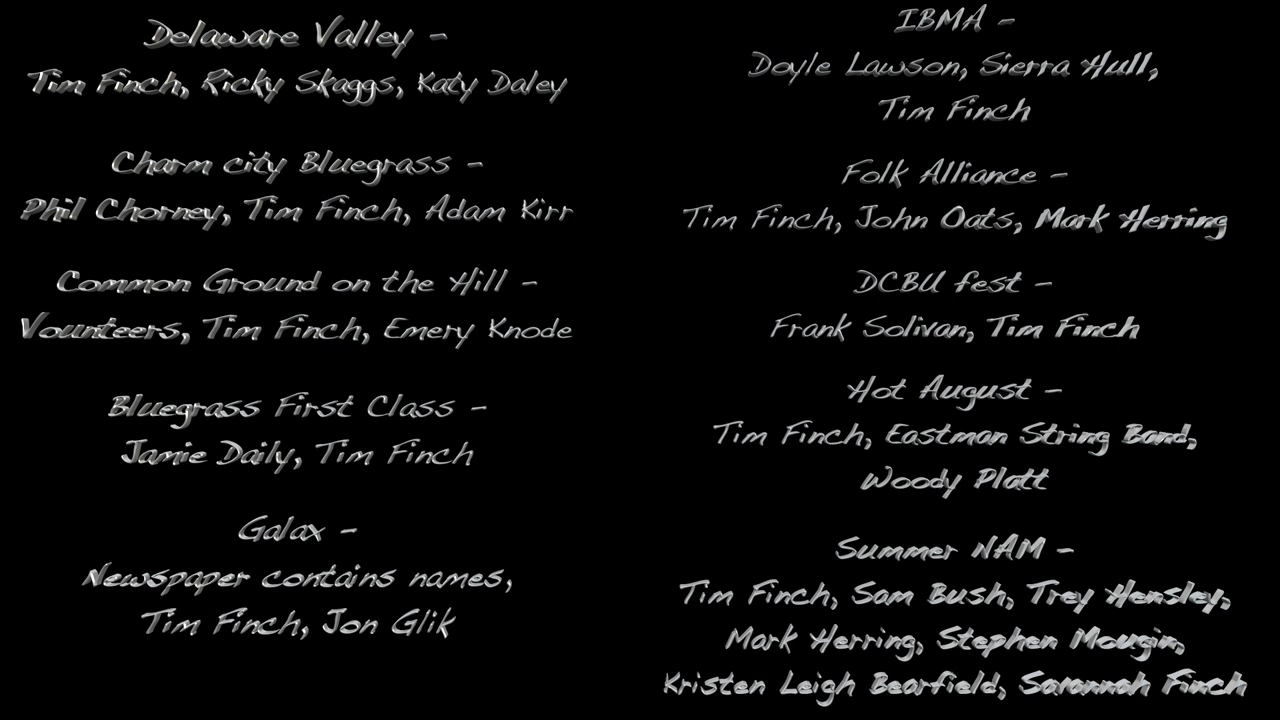 Delaware Valley -
Tim Finch, Ricky Skaggs, Katy Daley
Charm city Bluegrass -
Phil Chorney, Tim Finch, Adam Kirr
Common Ground on the Hill -
Vounteers, Tim Finch, Emery Knode
Bluegrass First Class -
Jamie Daily, Tim Finch
Galax -
Newspaper contains names,
Tim Finch, Jon Glik
IBMA -
Doyle Lawson, Sierra Hull,
Tim Finch
Folk Alliance -
Tim Finch, John Oats, Mark Herring
DCBU fest -
Frank Solivan, Tim Finch
Hot August -
Tim Finch, Eastman String Band,
Woody Platt
Summer NAM -
Tim Finch, Sam Bush, Trey Hensley,
Mark Herring, Stephen Mougin,
Kristen Leigh Bearfield, Savannah Finch